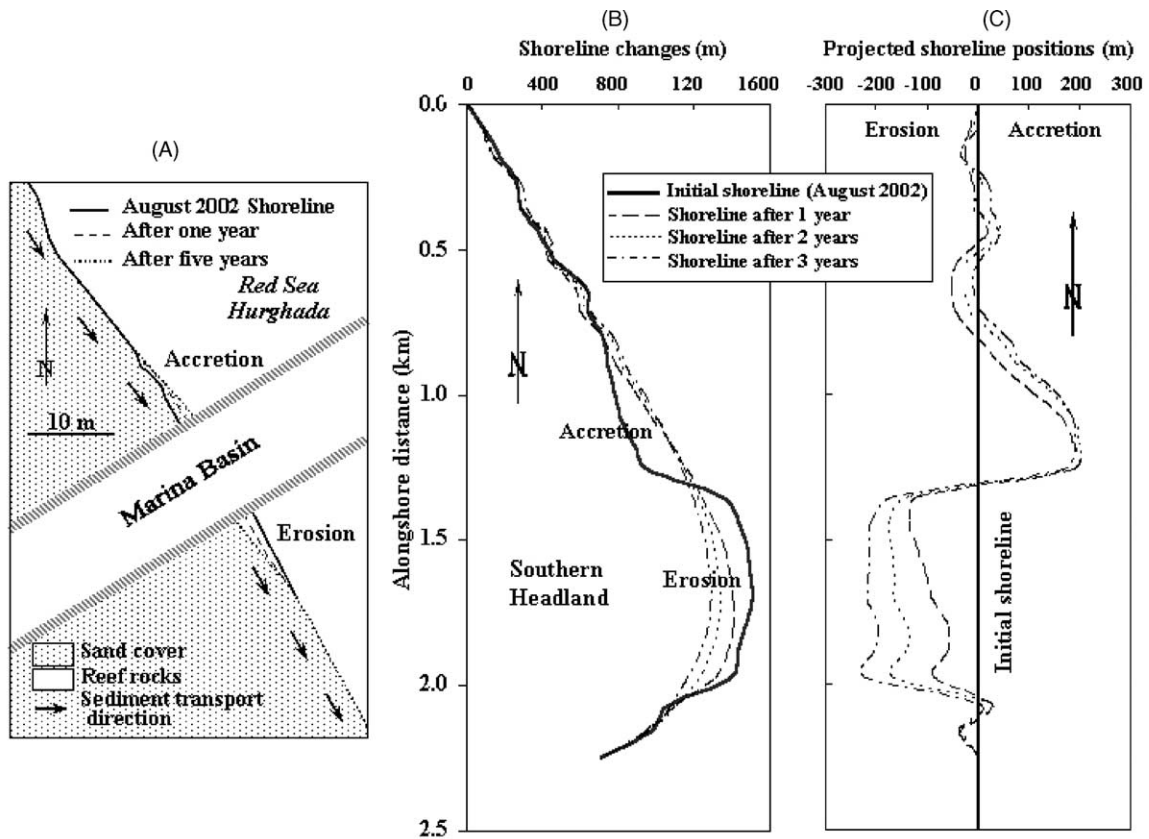 (A)
August 2002 Shoreline
After one year
After five years
Red Sea
Hurghada
N
Accretion
10 m
Marina Basin
Erosion
Sand cover
Reef rocks
Sediment transport
direction
(B)
Shoreline changes (m)
0 400 800 120 1600
0.6
0.5
1.0
1.5
2.0
2.5
Alongshore distance (km)
N
Accretion
Southern
Headland
Erosion
Initial shoreline (August 2002)
Shoreline after 1 year
Shoreline after 2 years
Shoreline after 3 years
(C)
Projected shoreline positions (m)
-300 -200 -100 0 100 200 300
Erosion
Accretion
N
Initial shoreline